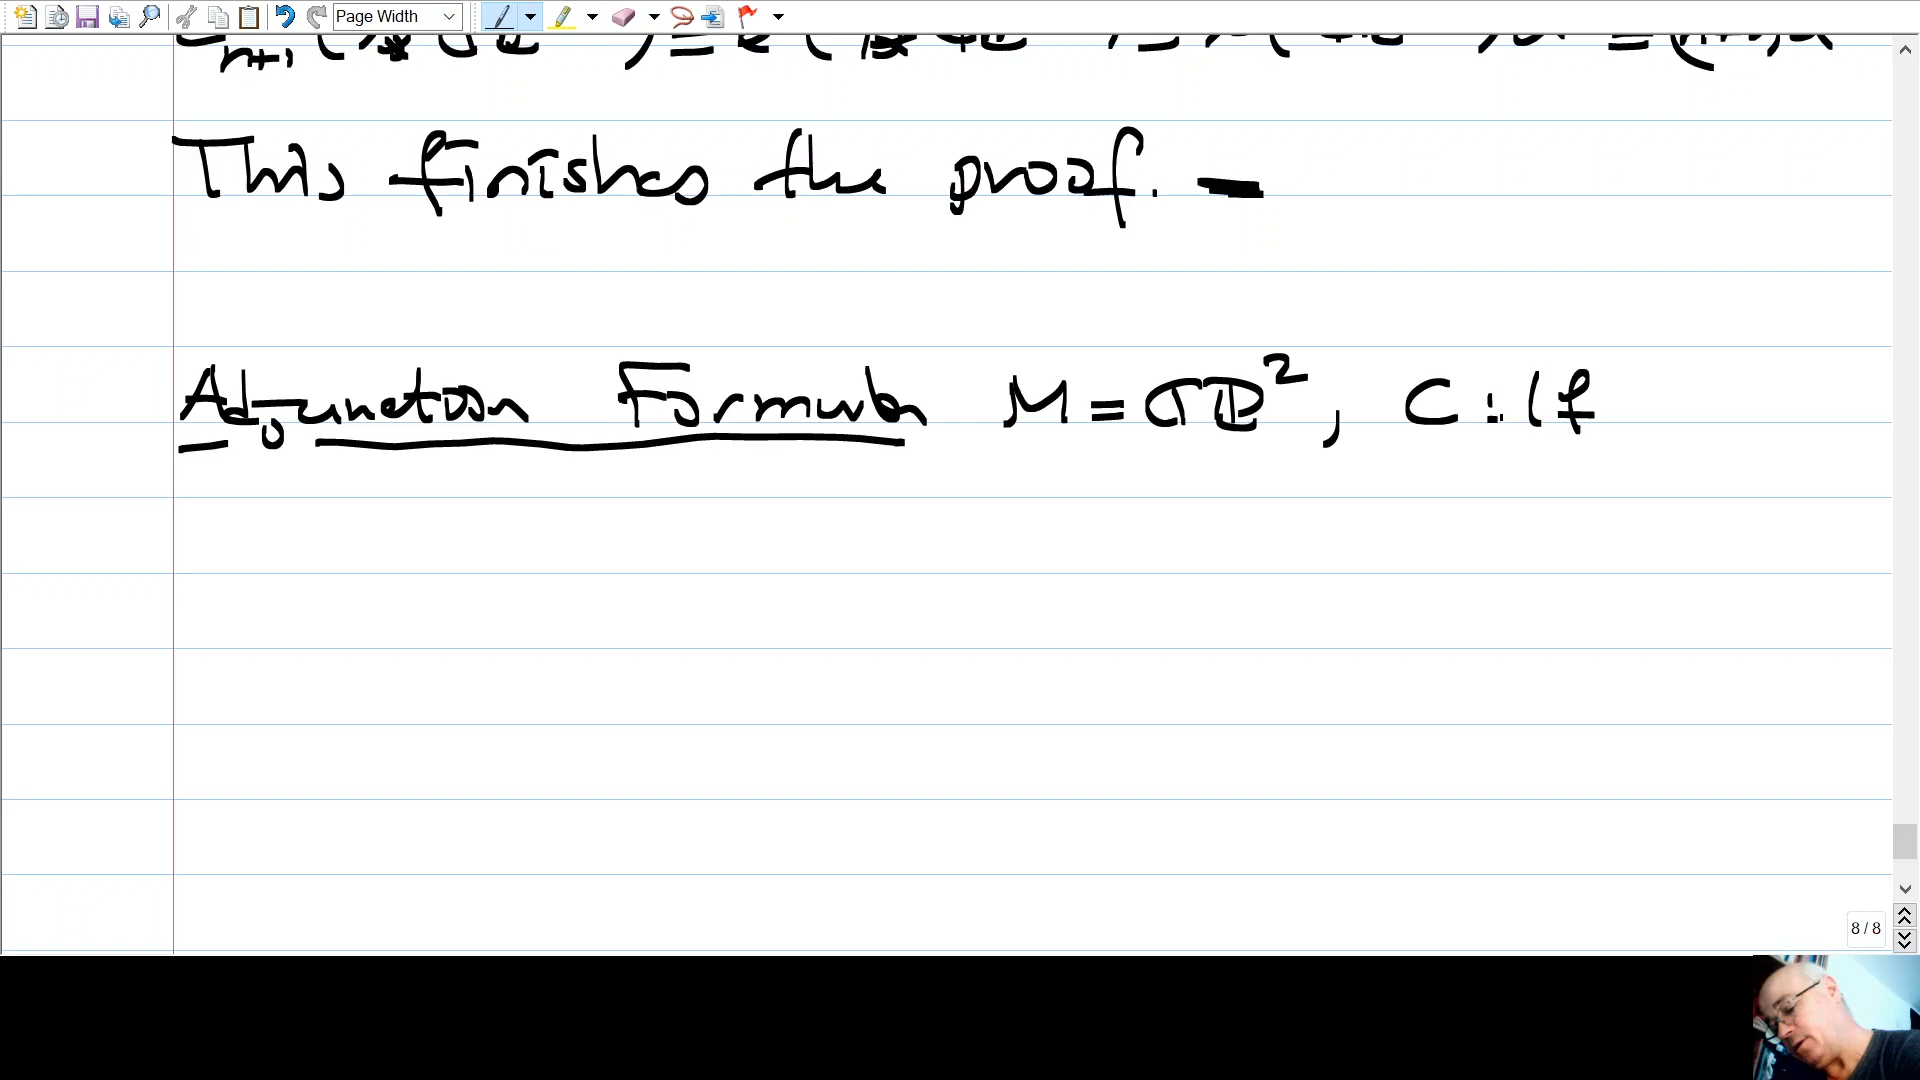 Page Width
This finishes the proof.
Adjunction Formula M = ℂP², C : (f
8 / 8